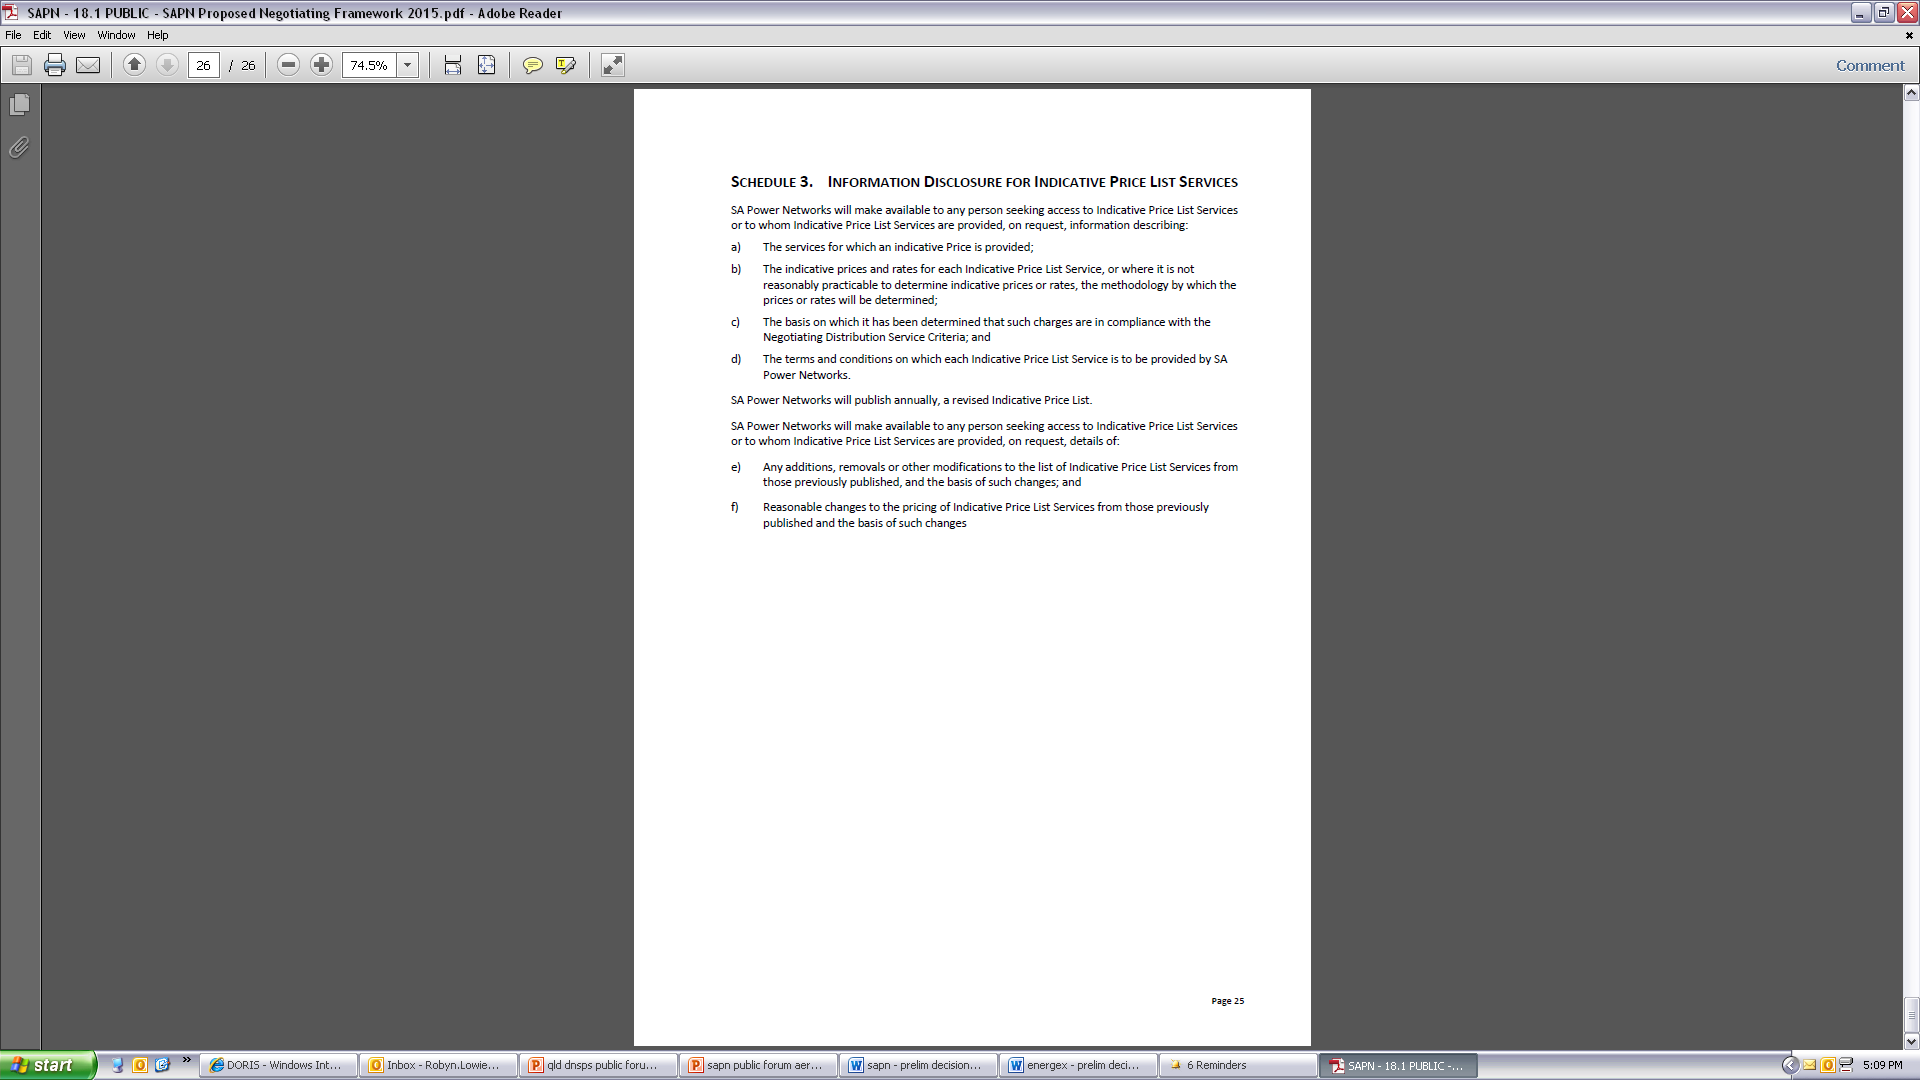 SAPN - 18.1 PUBLIC - SAPN Proposed Negotiating Framework 2015.pdf - Adobe Reader
File Edit View Window Help
26 / 26 74.5% Comment
SCHEDULE 3. INFORMATION DISCLOSURE FOR INDICATIVE PRICE LIST SERVICES
SA Power Networks will make available to any person seeking access to Indicative Price List Services
or to whom Indicative Price List Services are provided, on request, information describing:
a) The services for which an indicative Price is provided;
b) The indicative prices and rates for each Indicative Price List Service, or where it is not
reasonably practicable to determine indicative prices or rates, the methodology by which the
prices or rates will be determined;
c) The basis on which it has been determined that such charges are in compliance with the
Negotiating Distribution Service Criteria; and
d) The terms and conditions on which each Indicative Price List Service is to be provided by SA
Power Networks.
SA Power Networks will publish annually, a revised Indicative Price List.
SA Power Networks will make available to any person seeking access to Indicative Price List Services
or to whom Indicative Price List Services are provided, on request, details of:
e) Any additions, removals or other modifications to the list of Indicative Price List Services from
those previously published, and the basis of such changes; and
f) Reasonable changes to the pricing of Indicative Price List Services from those previously
published and the basis of such changes
Page 25
start DORIS - Windows Int... Inbox - Robyn.Lowie... qld dnsps public foru... sapn public forum aer... sapn - prelim decision... energex - prelim deci... 6 Reminders SAPN - 18.1 PUBLIC -... 5:09 PM